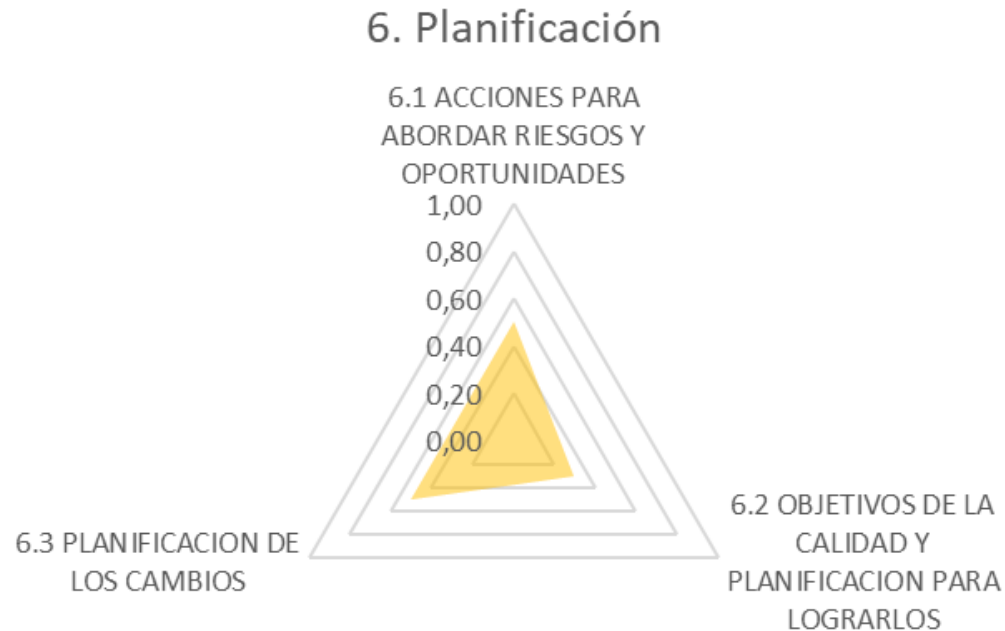 6. Planificación
6.1 ACCIONES PARA
ABORDAR RIESGOS Y
OPORTUNIDADES
1,00
0,80
0,60
0,40
0,20
0,00
6.2 OBJETIVOS DE LA
CALIDAD Y
PLANIFICACION PARA
LOGRARLOS
6.3 PLANIFICACION DE
LOS CAMBIOS